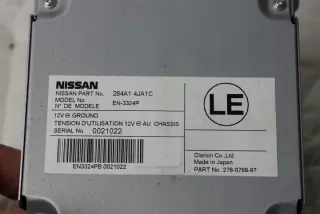 NISSAN
NISSAN PART No. 284A1 4JA1C
MODEL No. EN-3324P
N° DE MODELE
12V ⊖ GROUND
TENSION D'UTILISATION 12V ⊖ AU CHASSIS
SERIAL No. 0021022
EN3324PB 0021022
LE
Clarion Co.,Ltd.
Made in Japan
PART No. 276-0768-97